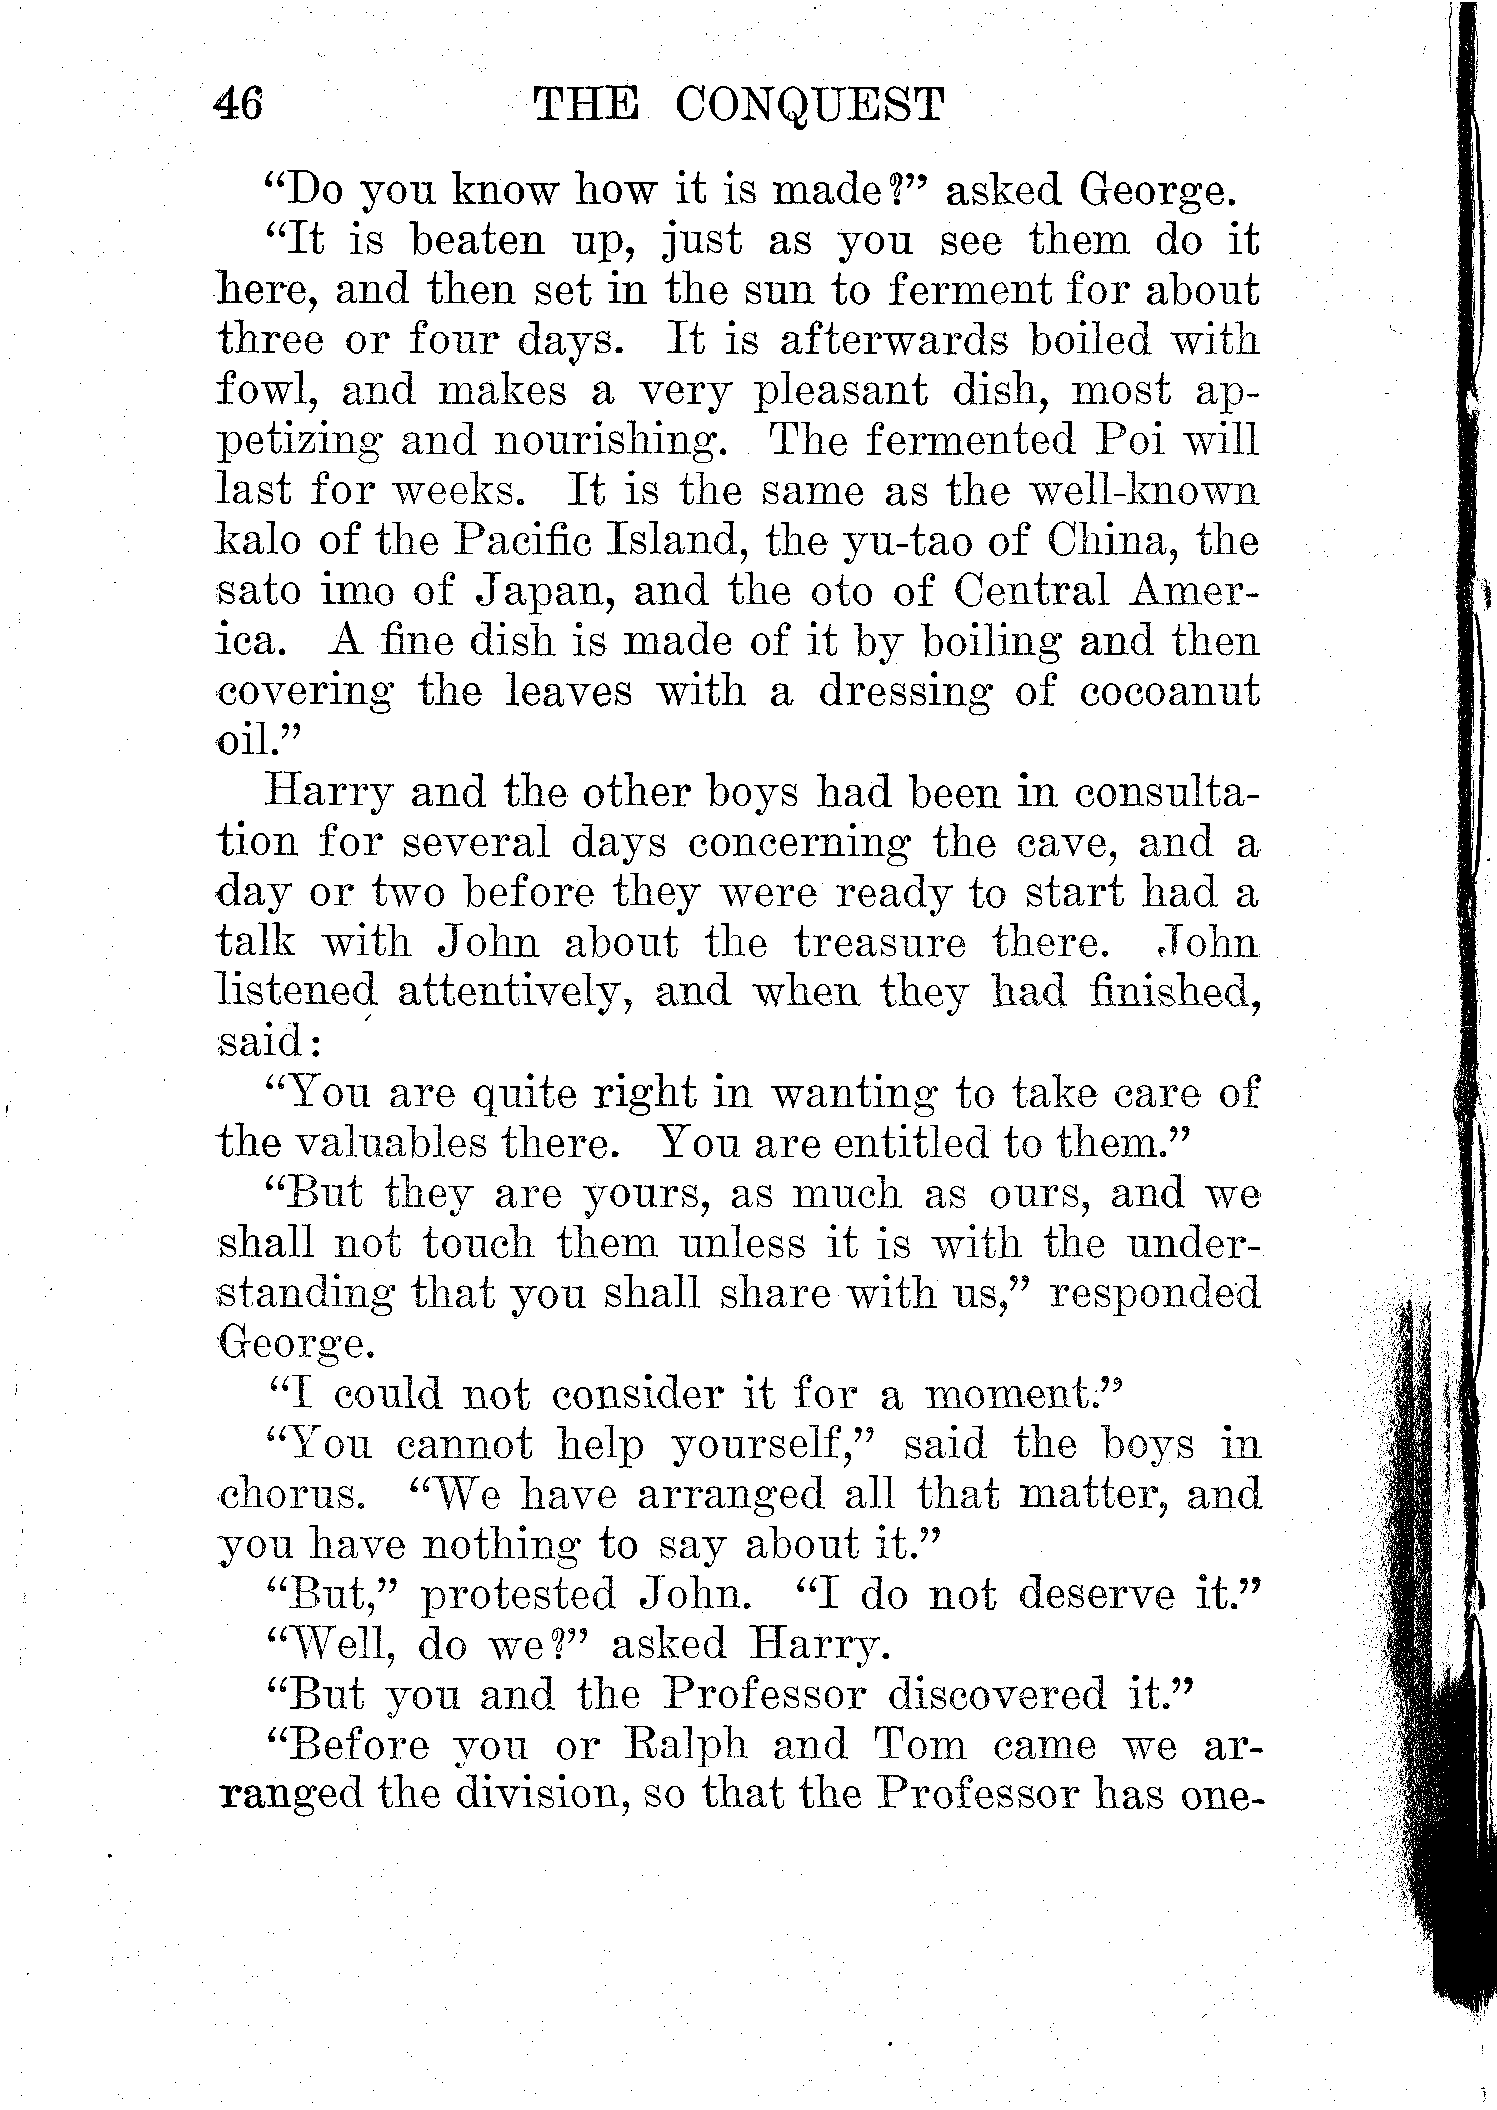 46 THE CONQUEST
“Do you know how it is made?” asked George.
“It is beaten up, just as you see them do it
here, and then set in the sun to ferment for about
three or four days. It is afterwards boiled with
fowl, and makes a very pleasant dish, most ap-
petizing and nourishing. The fermented Poi will
last for weeks. It is the same as the well-known
kalo of the Pacific Island, the yu-tao of China, the
sato imo of Japan, and the oto of Central Amer-
ica. A fine dish is made of it by boiling and then
covering the leaves with a dressing of cocoanut
oil.”
Harry and the other boys had been in consulta-
tion for several days concerning the cave, and a
day or two before they were ready to start had a
talk with John about the treasure there. John
listened attentively, and when they had finished,
said:
“You are quite right in wanting to take care of
the valuables there. You are entitled to them.”
“But they are yours, as much as ours, and we
shall not touch them unless it is with the under-
standing that you shall share with us,” responded
George.
“I could not consider it for a moment.”
“You cannot help yourself,” said the boys in
chorus. “We have arranged all that matter, and
you have nothing to say about it.”
“But,” protested John. “I do not deserve it.”
“Well, do we?” asked Harry.
“But you and the Professor discovered it.”
“Before you or Ralph and Tom came we ar-
ranged the division, so that the Professor has one-